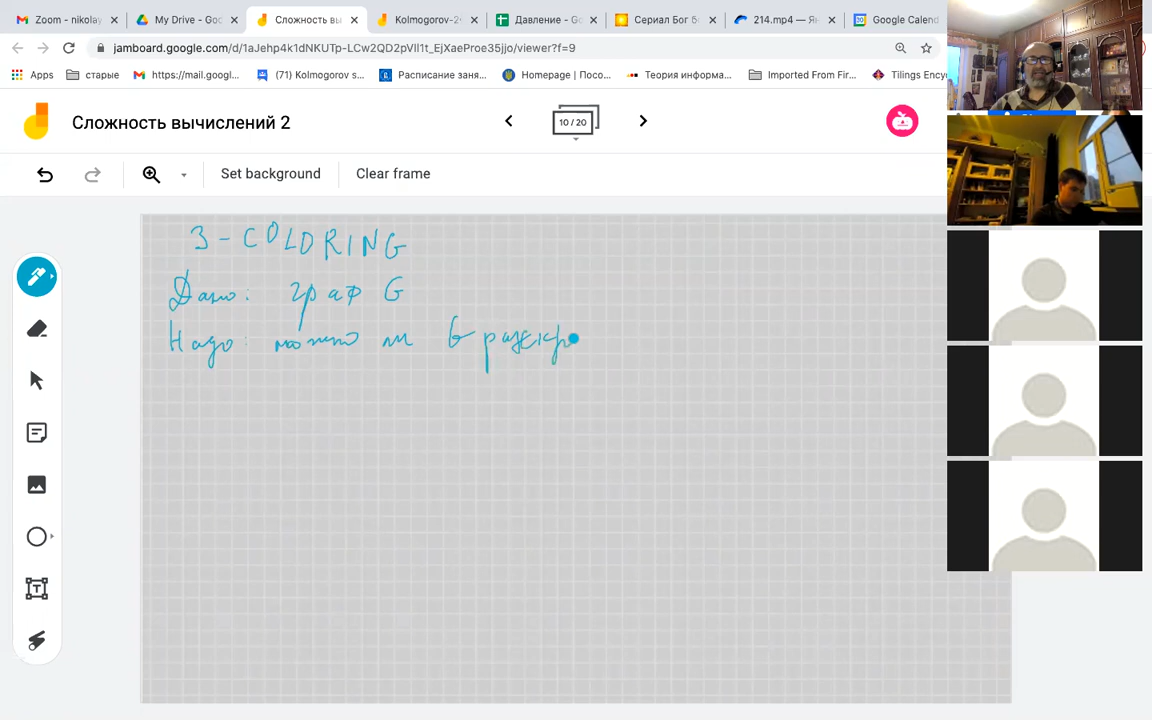 Zoom - nikolay
My Drive - Goo
Сложность вы
Kolmogorov-2
Давление - Go
Сериал Бог бе
214.mp4 — Ян
Google Calend
jamboard.google.com/d/1aJehp4k1dNKUTp-LCw2QD2pVIl1t_EjXaeProe35jjo/viewer?f=9
Apps
старые
https://mail.googl...
(71) Kolmogorov s...
Расписание заня...
Homepage | Посо...
Теория информа...
Imported From Fir...
Tilings Ency
Сложность вычислений 2
10 / 20
Set background
Clear frame
3-COLORING
Дано: граф G
Надо: можно ли G